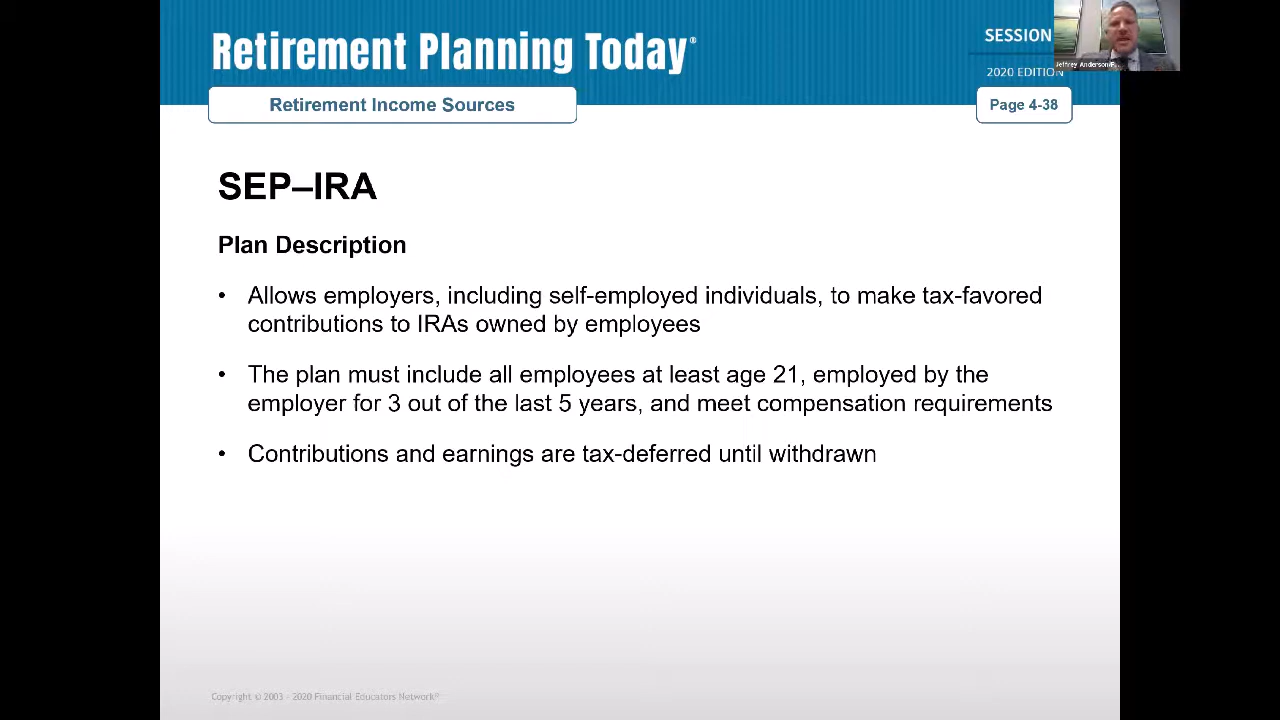 Retirement Planning Today®
SESSION
2020 EDITION
Jeffrey Anderson/F...
Retirement Income Sources
Page 4-38
SEP–IRA
Plan Description
• Allows employers, including self-employed individuals, to make tax-favored
contributions to IRAs owned by employees
• The plan must include all employees at least age 21, employed by the
employer for 3 out of the last 5 years, and meet compensation requirements
• Contributions and earnings are tax-deferred until withdrawn
Copyright © 2003 - 2020 Financial Educators Network®